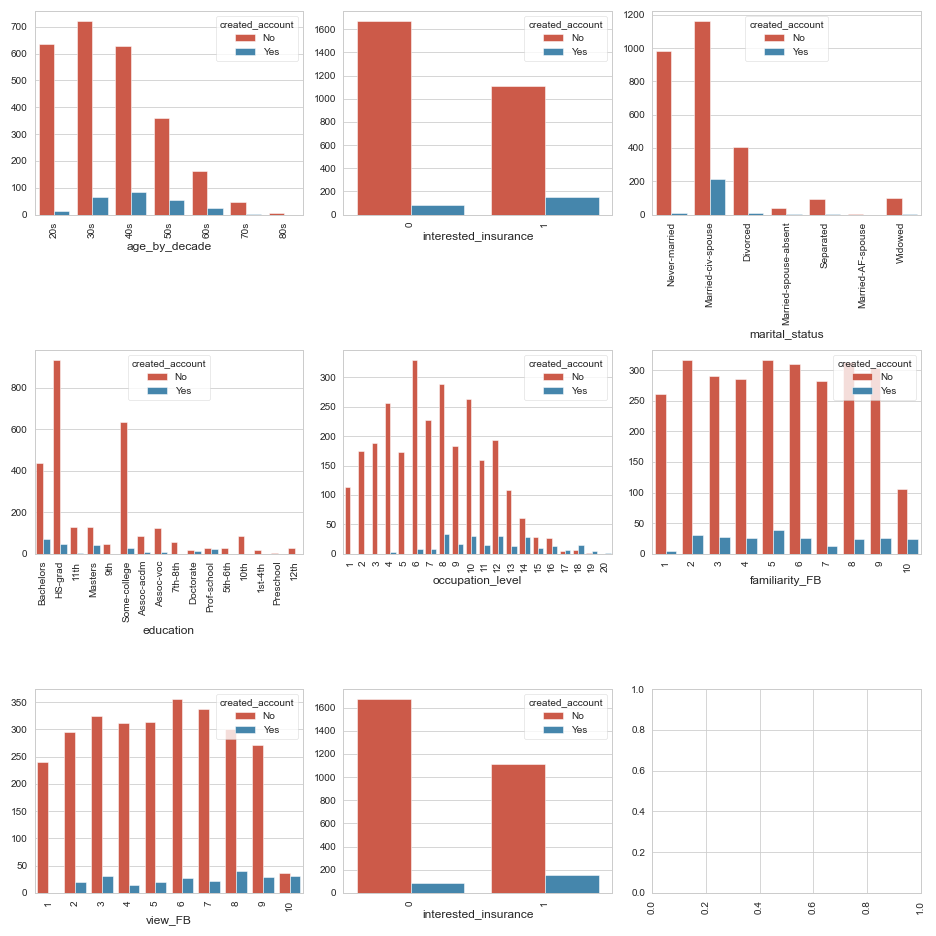 created_account
No
Yes
700
600
500
400
300
200
100
0
20s 30s 40s 50s 60s 70s 80s
age_by_decade
created_account
No
Yes
1600
1400
1200
1000
800
600
400
200
0
0 1
interested_insurance
created_account
No
Yes
1200
1000
800
600
400
200
0
Never-married
Married-civ-spouse
Divorced
Married-spouse-absent
Separated
Married-AF-spouse
Widowed
marital_status
created_account
No
Yes
800
600
400
200
0
Bachelors
HS-grad
11th
Masters
9th
Some-college
Assoc-acdm
Assoc-voc
7th-8th
Doctorate
Prof-school
5th-6th
10th
1st-4th
Preschool
12th
education
created_account
No
Yes
350
300
250
200
150
100
50
0
1 2 3 4 5 6 7 8 9 10 11 12 13 14 15 16 17 18 19 20
occupation_level
created_account
No
Yes
300
250
200
150
100
50
0
1 2 3 4 5 6 7 8 9 10
familiarity_FB
created_account
No
Yes
350
300
250
200
150
100
50
0
1 2 3 4 5 6 7 8 9 10
view_FB
created_account
No
Yes
1600
1400
1200
1000
800
600
400
200
0
0 1
interested_insurance
1.0
0.8
0.6
0.4
0.2
0.0
0.0 0.2 0.4 0.6 0.8 1.0